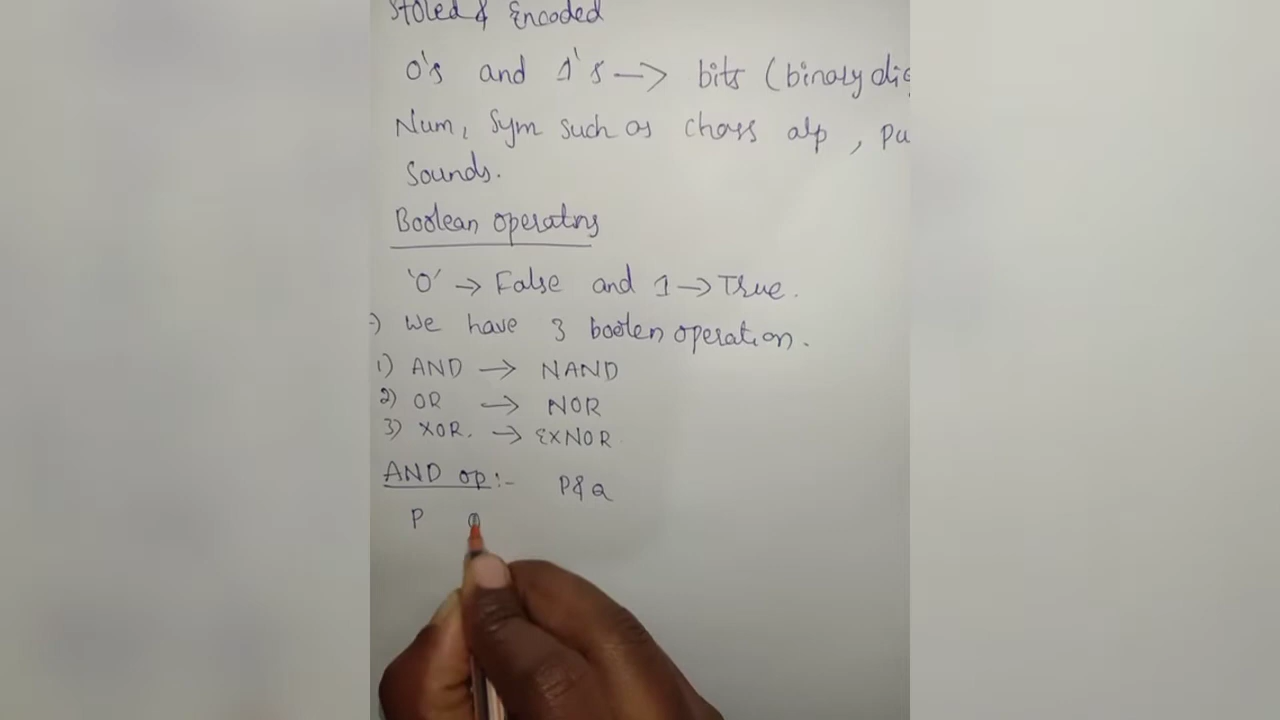 Stored & Encoded
0's and 1's → bits (binary dig
Num, Sym such as chars alp, pu
Sounds.
Boolean operatns
'0' → False and 1 → True.
:-) We have 3 boolen operation.
1) AND → NAND
2) OR → NOR
3) XOR. → EXNOR
AND op:- P&Q
P Q